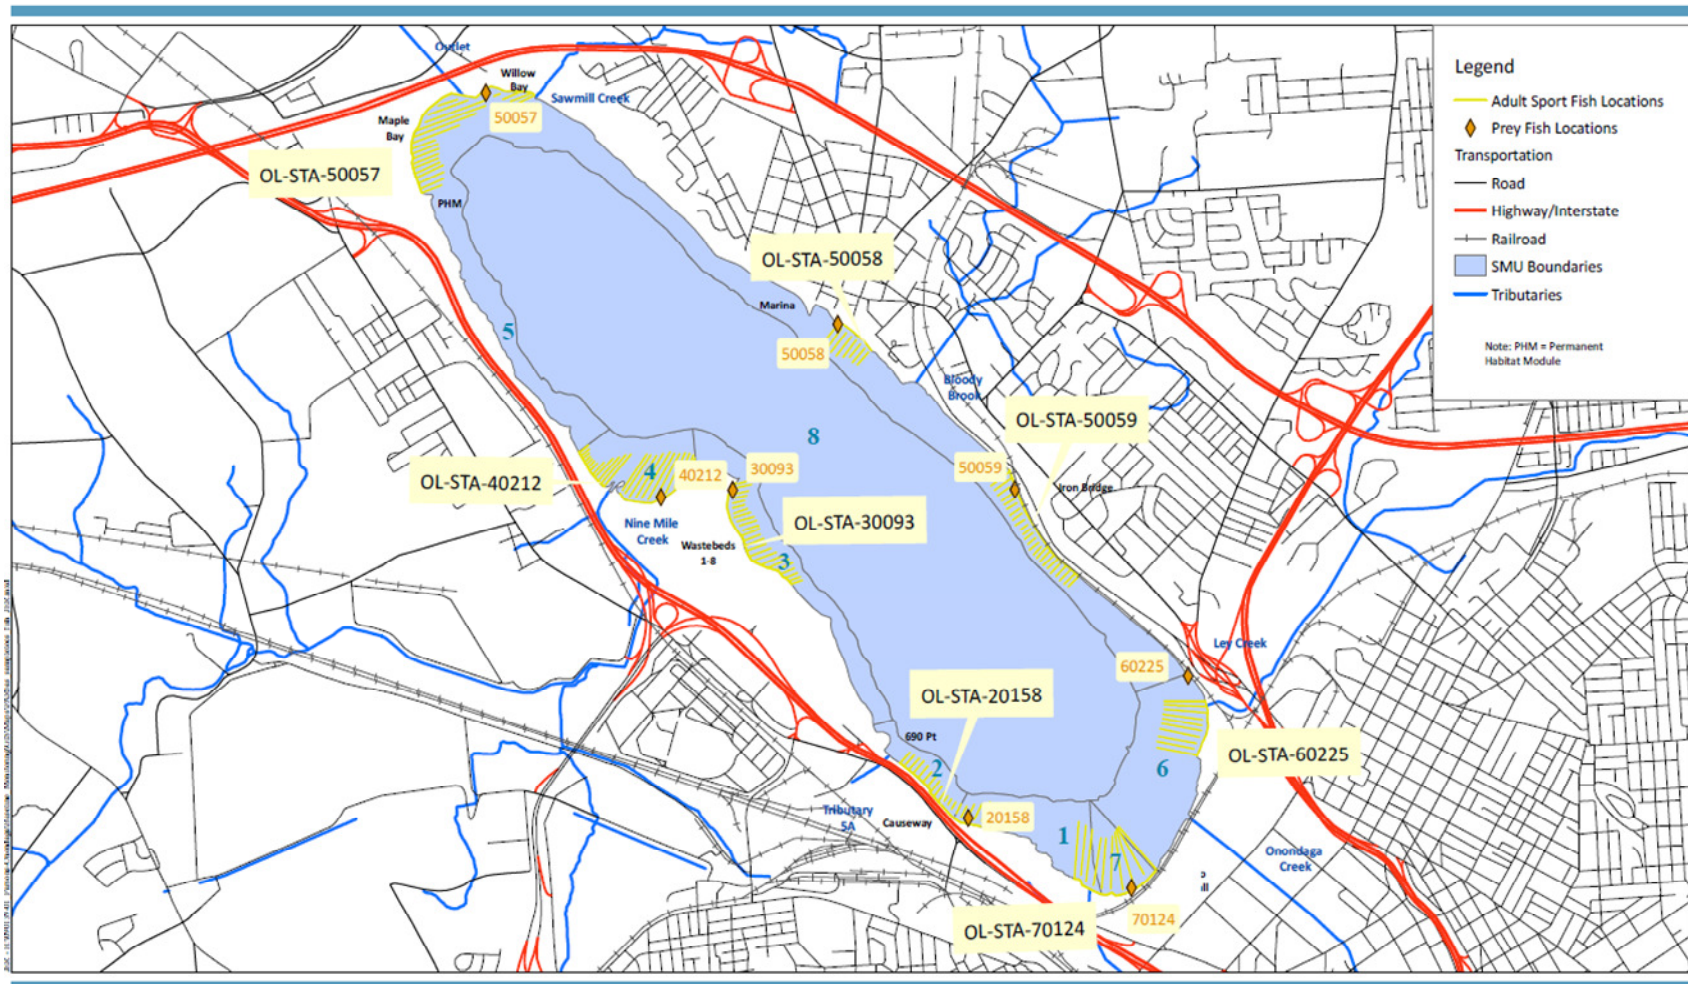 Outlet
Willow
Bay
Sawmill Creek
Maple
Bay
50057
OL-STA-50057
PHM
OL-STA-50058
Marina
50058
5
Bloody
Brook
OL-STA-50059
8
50059
Iron Bridge
OL-STA-40212
4
40212
30093
OL-STA-30093
Nine Mile
Creek
Wastebeds
1-8
3
Ley Creek
60225
OL-STA-20158
690 Pt
2
6
OL-STA-60225
Tributary
5A
Causeway
20158
1
7
Onondaga
Creek
70124
OL-STA-70124
Legend
Adult Sport Fish Locations
Prey Fish Locations
Transportation
Road
Highway/Interstate
Railroad
SMU Boundaries
Tributaries
Note: PHM = Permanent
Habitat Module